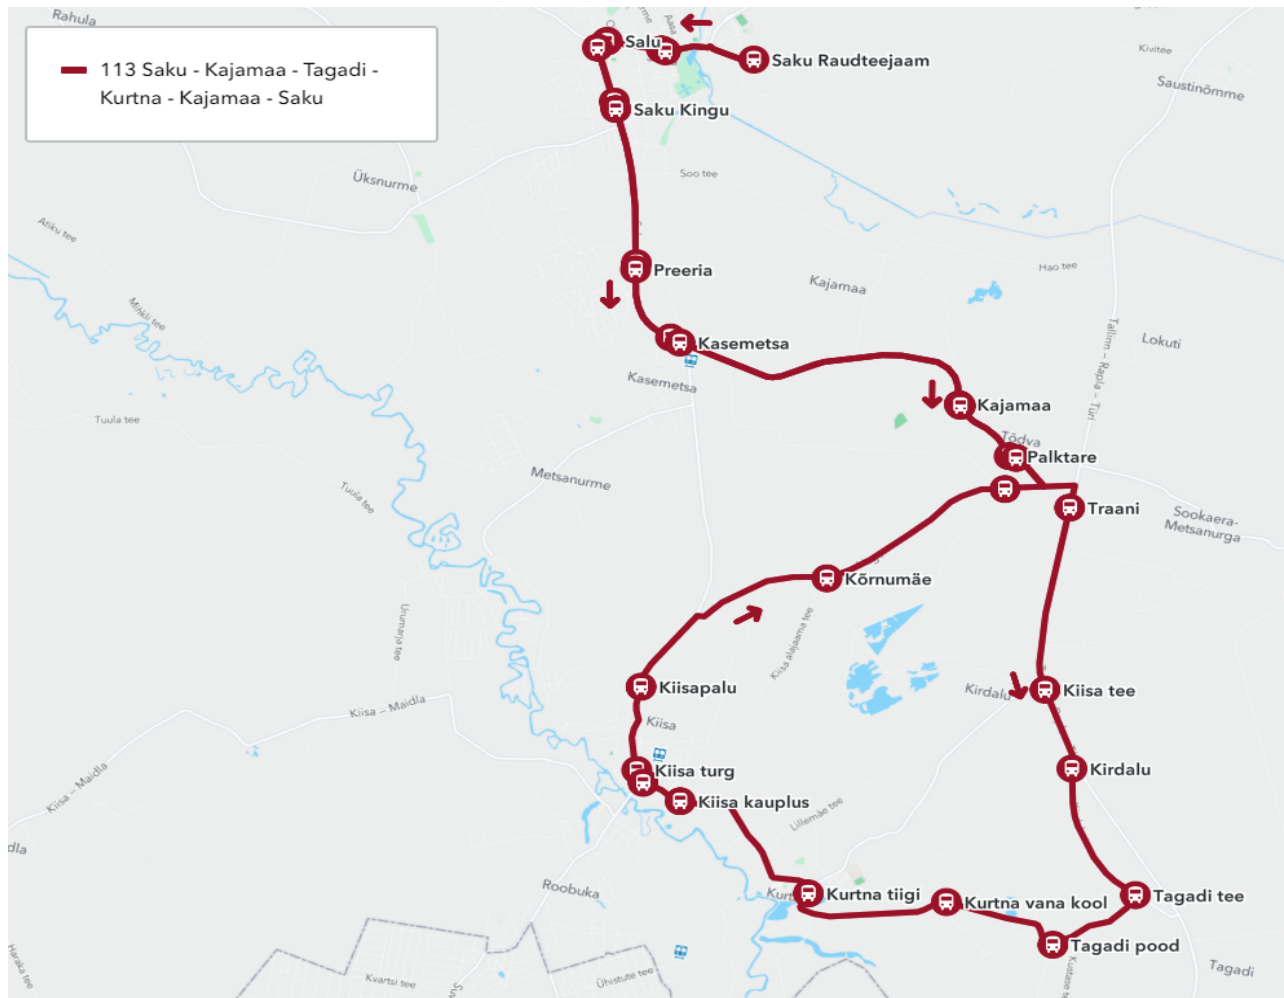 Rahula
113 Saku - Kajamaa - Tagadi -
Kurtna - Kajamaa - Saku
Salu
Saku Raudteejaam
Kivitee
Saustinõmme
Saku Kingu
Soo tee
Üksnurme
Atiku tee
Preeria
Hao tee
Kajamaa
Minkli tee
Kasemetsa
Tallinn – Rapla – Türi
Lokuti
Kasemetsa
Kajamaa
Tuula tee
Tõdva
Palktare
Metsanurme
Tuula tee
Traani
Sookaera-
Metsanurga
Kõrnumäe
Urumarja tee
Kiisa alajaama tee
Kiisapalu
Kirdalu
Kiisa tee
Kiisa – Maidla
Kiisa
Kiisa turg
Kirdalu
Kiisa – Maidla
Kiisa kauplus
Lillemäe tee
Roobuka
Kurtna tiigi
Kurtna vana kool
Tagadi tee
Tagadi pood
Tagadi
Haraka tee
Kvartsi tee
Ühistute tee